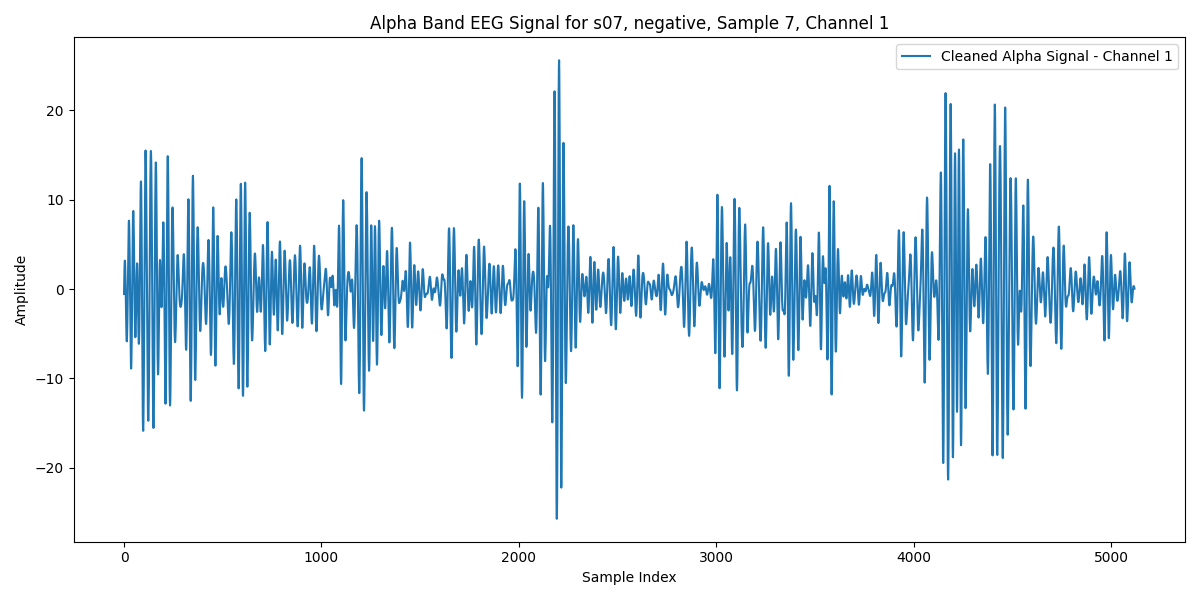 Alpha Band EEG Signal for s07, negative, Sample 7, Channel 1
Cleaned Alpha Signal - Channel 1
Amplitude
20
10
0
−10
−20
0 1000 2000 3000 4000 5000
Sample Index